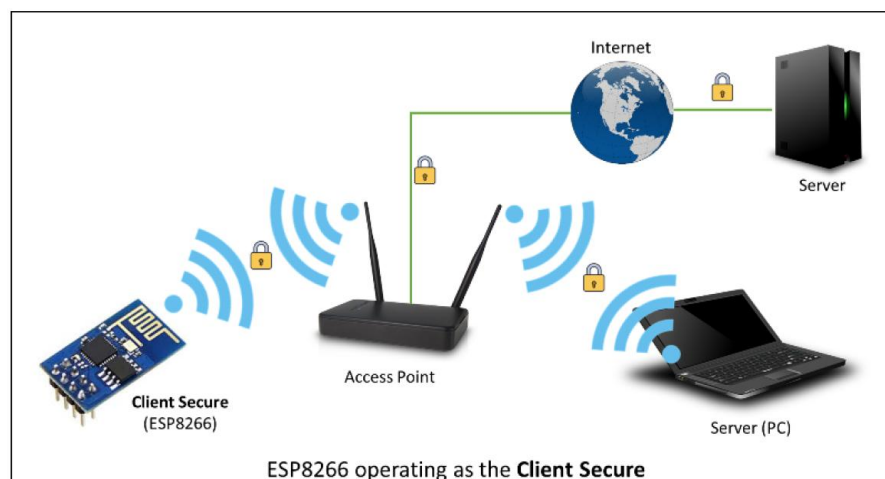 Internet
Server
Access Point
Client Secure
(ESP8266)
Server (PC)
ESP8266 operating as the Client Secure